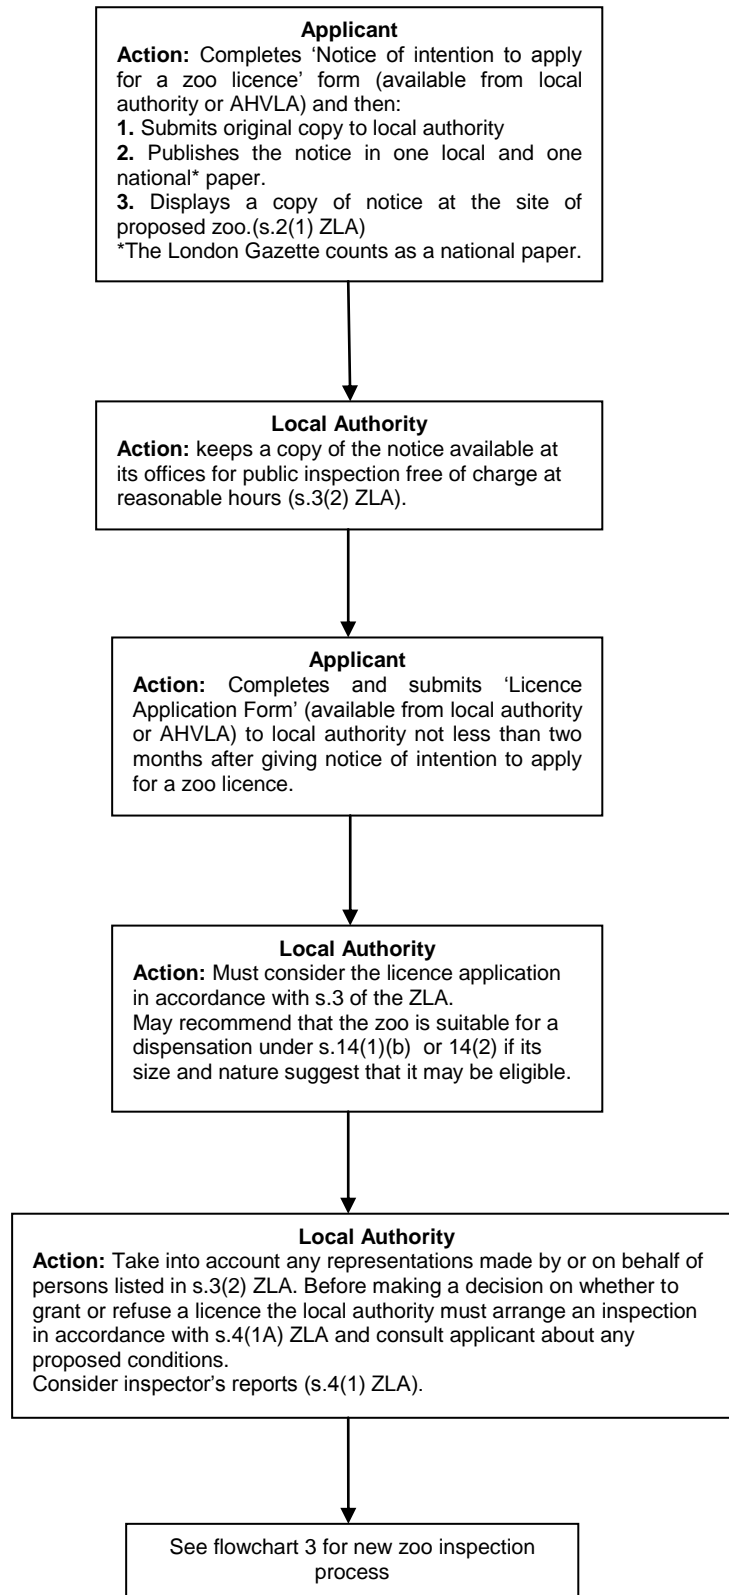 Applicant
Action: Completes ‘Notice of intention to apply
for a zoo licence’ form (available from local
authority or AHVLA) and then:
1. Submits original copy to local authority
2. Publishes the notice in one local and one
national* paper.
3. Displays a copy of notice at the site of
proposed zoo.(s.2(1) ZLA)
*The London Gazette counts as a national paper.
Local Authority
Action: keeps a copy of the notice available at
its offices for public inspection free of charge at
reasonable hours (s.3(2) ZLA).
Applicant
Action: Completes and submits ‘Licence
Application Form’ (available from local authority
or AHVLA) to local authority not less than two
months after giving notice of intention to apply
for a zoo licence.
Local Authority
Action: Must consider the licence application
in accordance with s.3 of the ZLA.
May recommend that the zoo is suitable for a
dispensation under s.14(1)(b) or 14(2) if its
size and nature suggest that it may be eligible.
Local Authority
Action: Take into account any representations made by or on behalf of
persons listed in s.3(2) ZLA. Before making a decision on whether to
grant or refuse a licence the local authority must arrange an inspection
in accordance with s.4(1A) ZLA and consult applicant about any
proposed conditions.
Consider inspector’s reports (s.4(1) ZLA).
See flowchart 3 for new zoo inspection
process